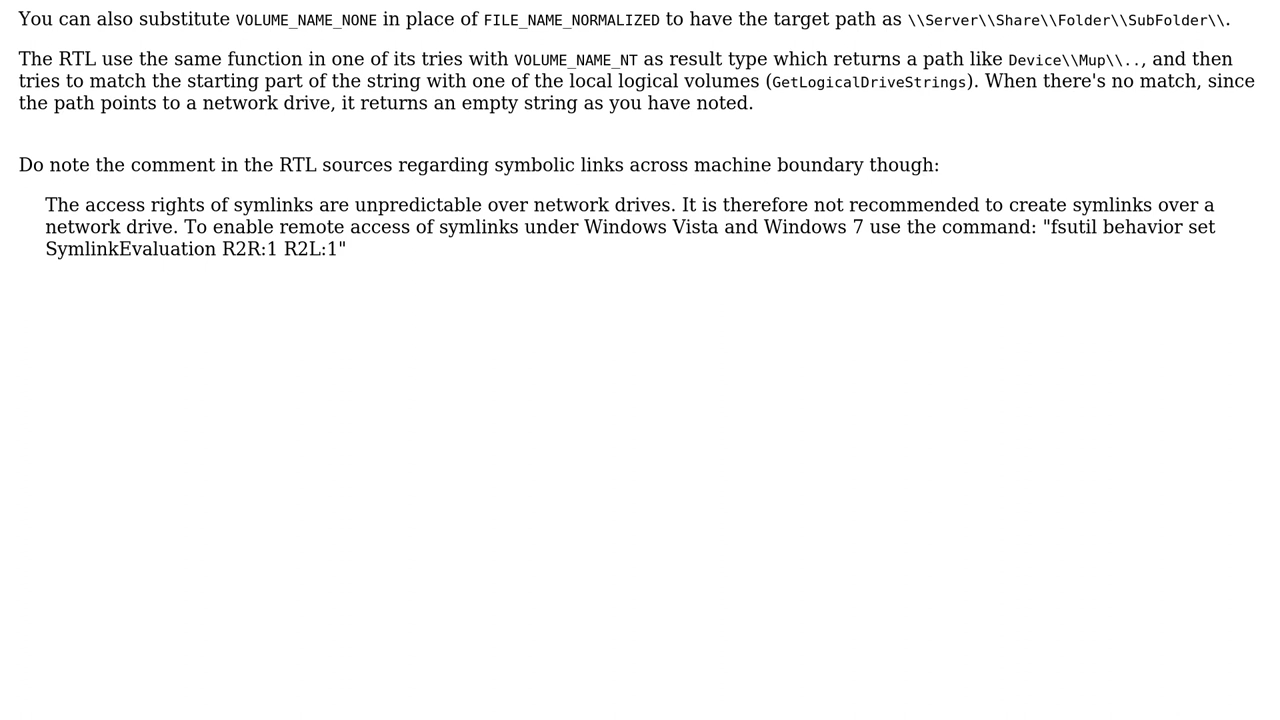 You can also substitute VOLUME_NAME_NONE in place of FILE_NAME_NORMALIZED to have the target path as \\Server\\Share\\Folder\\SubFolder\\.
The RTL use the same function in one of its tries with VOLUME_NAME_NT as result type which returns a path like Device\\Mup\\.., and then
tries to match the starting part of the string with one of the local logical volumes (GetLogicalDriveStrings). When there's no match, since
the path points to a network drive, it returns an empty string as you have noted.
Do note the comment in the RTL sources regarding symbolic links across machine boundary though:
The access rights of symlinks are unpredictable over network drives. It is therefore not recommended to create symlinks over a
network drive. To enable remote access of symlinks under Windows Vista and Windows 7 use the command: "fsutil behavior set
SymlinkEvaluation R2R:1 R2L:1"